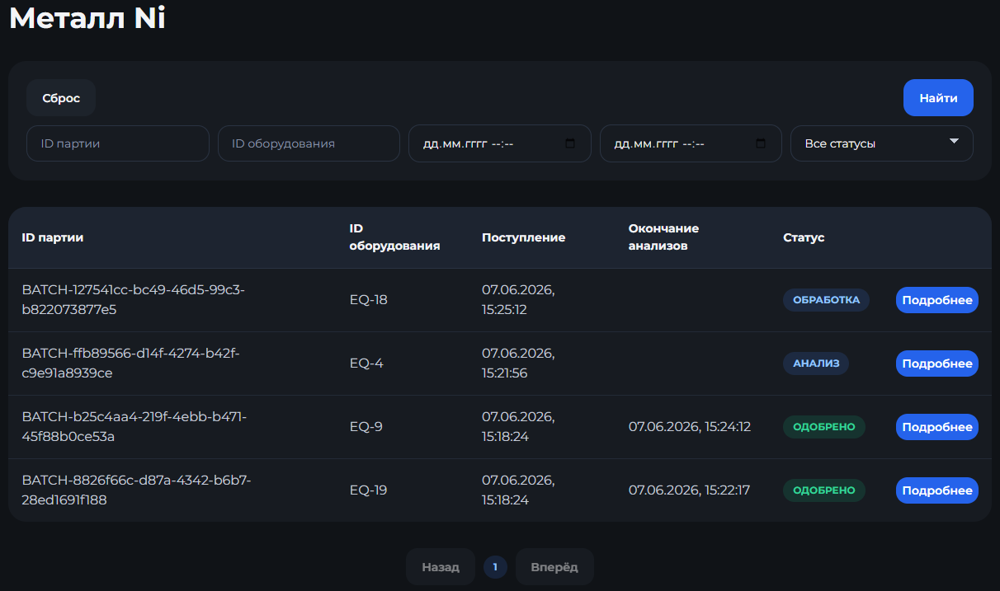 Металл Ni
Сброс
Найти
ID партии
ID оборудования
дд.мм.гггг --:--
дд.мм.гггг --:--
Все статусы
ID партии
ID
оборудования
Поступление
Окончание
анализов
Статус
BATCH-127541cc-bc49-46d5-99c3-
b822073877e5
EQ-18
07.06.2026,
15:25:12
ОБРАБОТКА
Подробнее
BATCH-ffb89566-d14f-4274-b42f-
c9e91a8939ce
EQ-4
07.06.2026,
15:21:56
АНАЛИЗ
Подробнее
BATCH-b25c4aa4-219f-4ebb-b471-
45f88b0ce53a
EQ-9
07.06.2026,
15:18:24
07.06.2026, 15:24:12
ОДОБРЕНО
Подробнее
BATCH-8826f66c-d87a-4342-b6b7-
28ed1691f188
EQ-19
07.06.2026,
15:18:24
07.06.2026, 15:22:17
ОДОБРЕНО
Подробнее
Назад
1
Вперёд